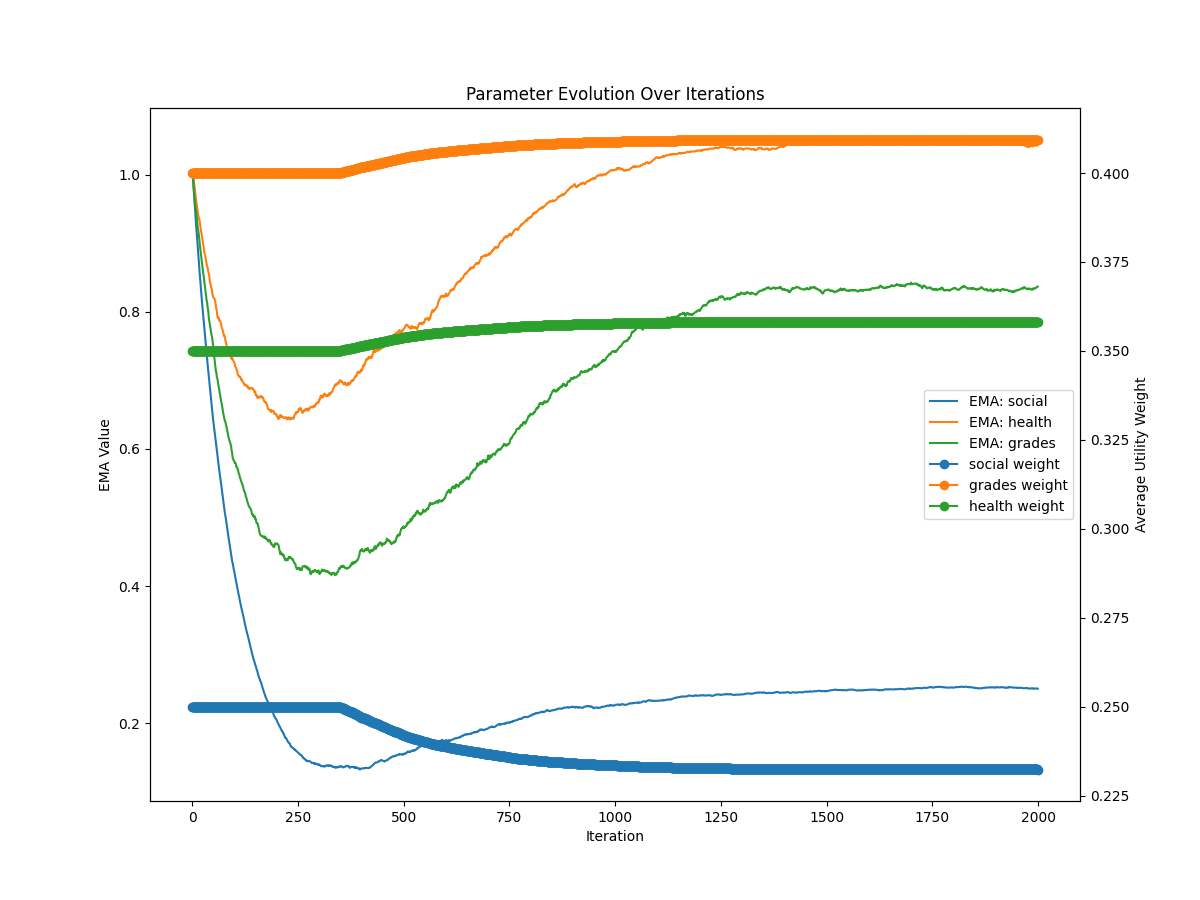 Parameter Evolution Over Iterations
1.0
0.8
0.6
0.4
0.2
EMA Value
0.400
0.375
0.350
0.325
0.300
0.275
0.250
0.225
Average Utility Weight
EMA: social
EMA: health
EMA: grades
social weight
grades weight
health weight
0 250 500 750 1000 1250 1500 1750 2000
Iteration